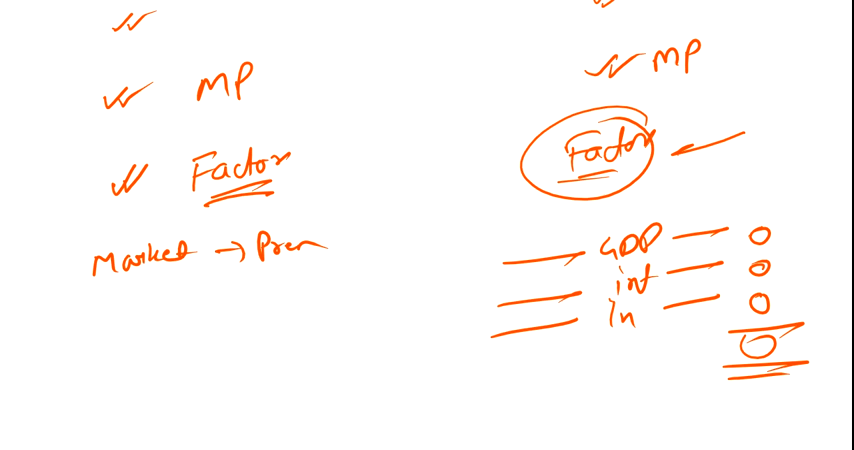 MP
Factor
Market → Prem
MP
Factor
GDP
int
In